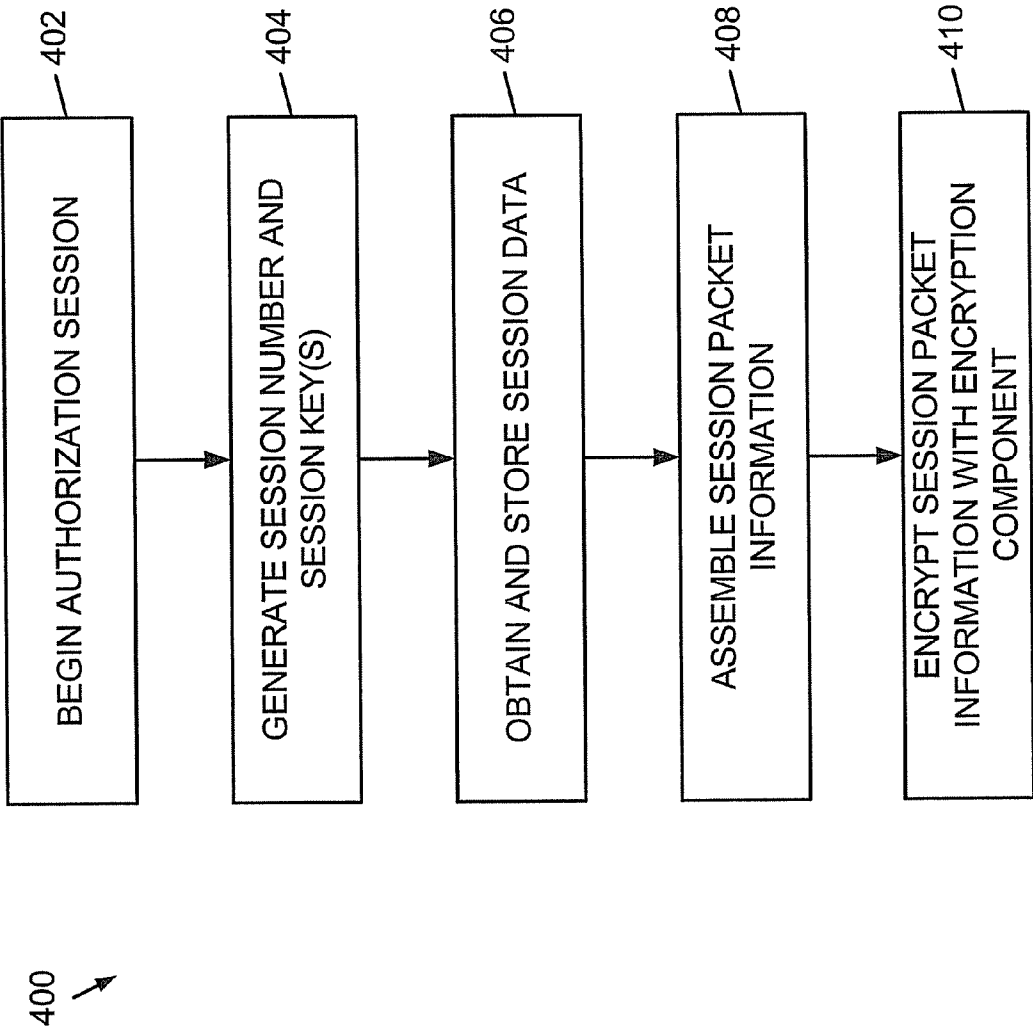 400
BEGIN AUTHORIZATION SESSION
402
GENERATE SESSION NUMBER AND
SESSION KEY(S)
404
OBTAIN AND STORE SESSION DATA
406
ASSEMBLE SESSION PACKET
INFORMATION
408
ENCRYPT SESSION PACKET
INFORMATION WITH ENCRYPTION
COMPONENT
410